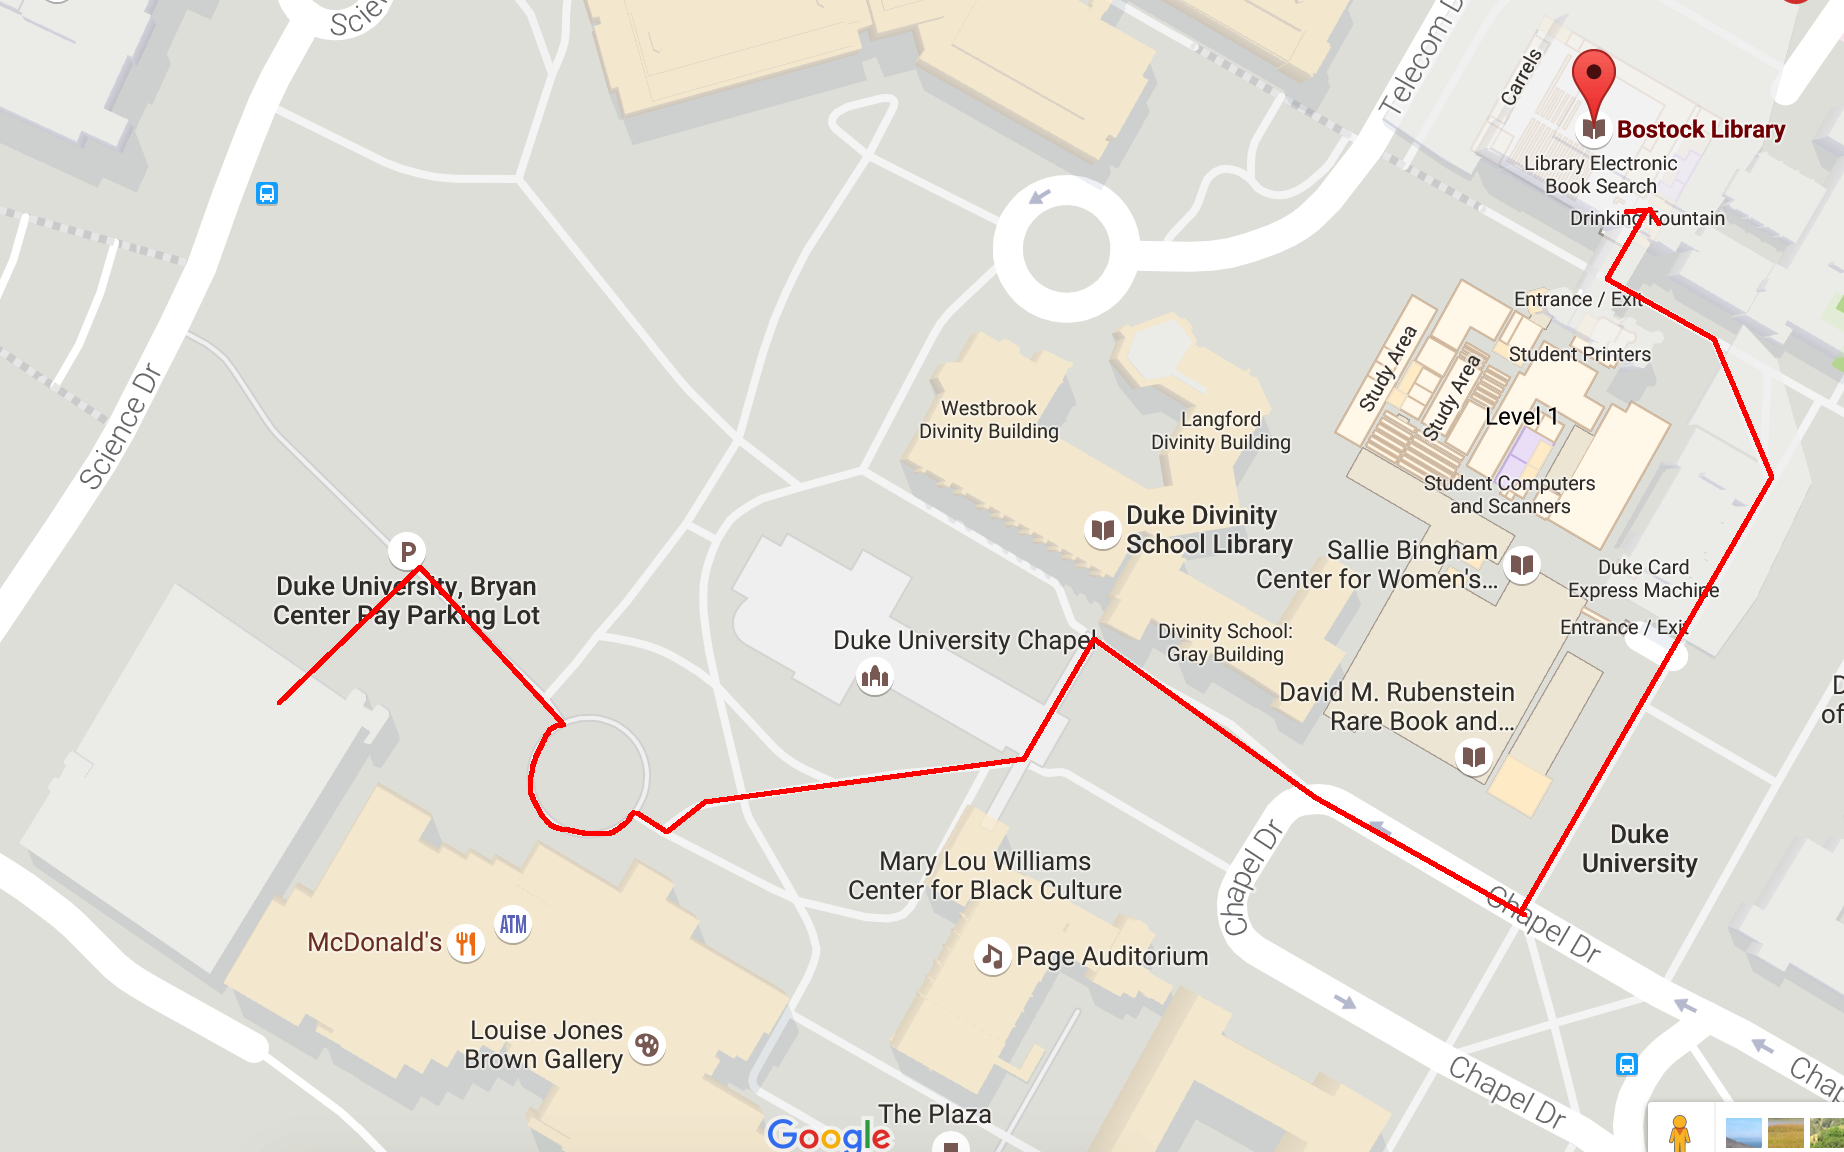 Scien
Telecom D
Carrels
Bostock Library
Library Electronic
Book Search
Drinking Fountain
Entrance / Exit
Student Printers
Study Area
Study Area
Level 1
Science Dr
Westbrook
Divinity Building
Langford
Divinity Building
Student Computers
and Scanners
Duke Divinity
School Library
Sallie Bingham
Center for Women's...
Duke Card
Express Machine
Entrance / Exit
P
Duke University, Bryan
Center Pay Parking Lot
Duke University Chapel
Divinity School:
Gray Building
David M. Rubenstein
Rare Book and...
D
of
Duke
University
Chapel Dr
Mary Lou Williams
Center for Black Culture
Chapel Dr
McDonald's
ATM
Page Auditorium
Louise Jones
Brown Gallery
Chapel Dr
Chap
The Plaza
Google